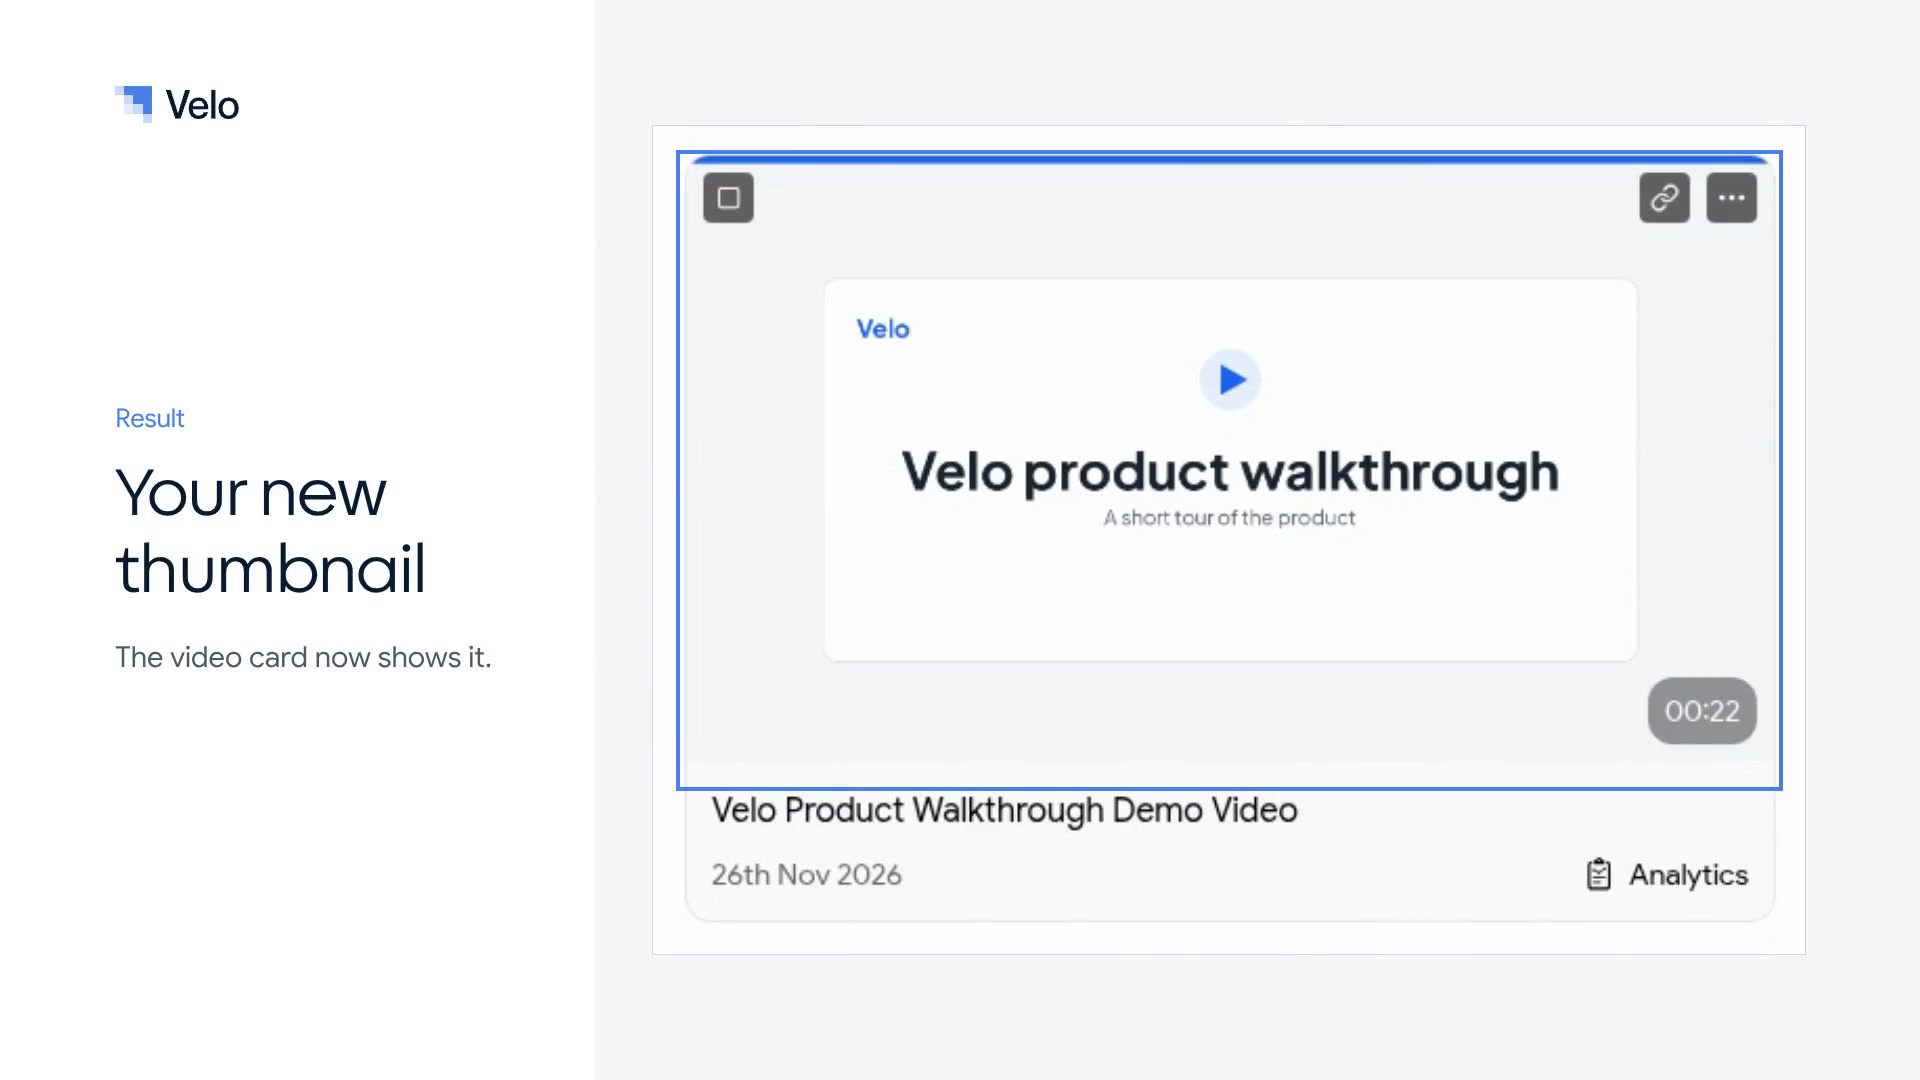 Velo
Result
Your new
thumbnail
The video card now shows it.
Velo
Velo product walkthrough
A short tour of the product
00:22
Velo Product Walkthrough Demo Video
26th Nov 2026
Analytics